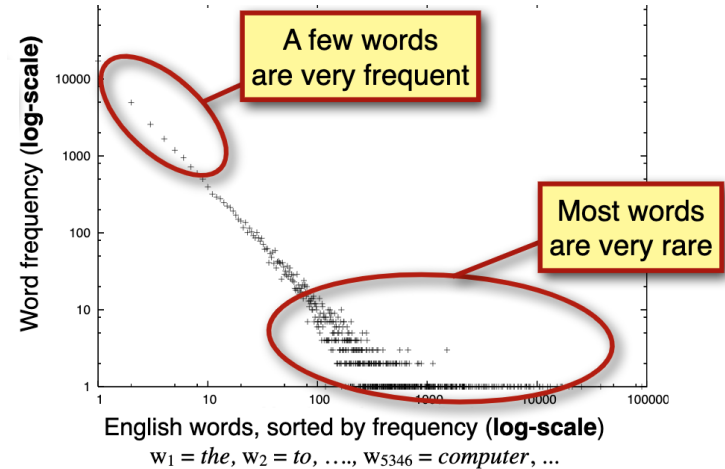 A few words
are very frequent
Most words
are very rare
Word frequency (log-scale)
10000
1000
100
10
1
1 10 100 1000 10000 100000
English words, sorted by frequency (log-scale)
w₁ = the, w₂ = to, …., w₅₃₄₆ = computer, ...